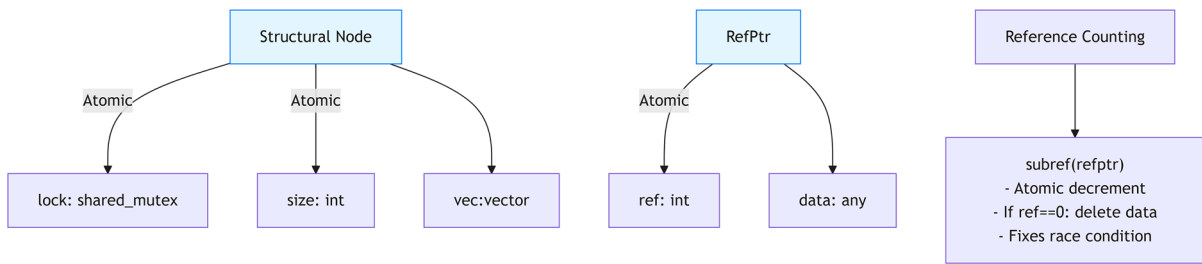 Structural Node
RefPtr
Reference Counting
Atomic
Atomic
Atomic
lock: shared_mutex
size: int
vec:vector
ref: int
data: any
subref(refptr)
- Atomic decrement
- If ref==0: delete data
- Fixes race condition